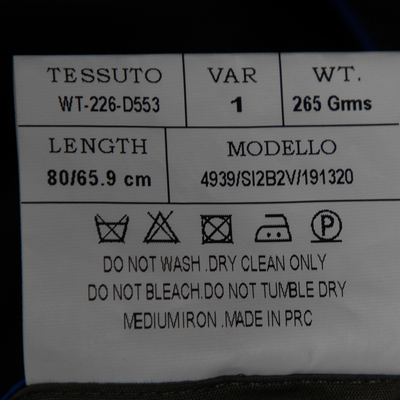 TESSUTO VAR WT.
WT-226-D553 1 265 Grms
LENGTH MODELLO
80/65.9 cm 4939/SI2B2V/191320
P
DO NOT WASH .DRY CLEAN ONLY
DO NOT BLEACH.DO NOT TUMBLE DRY
MEDIUM IRON .MADE IN PRC